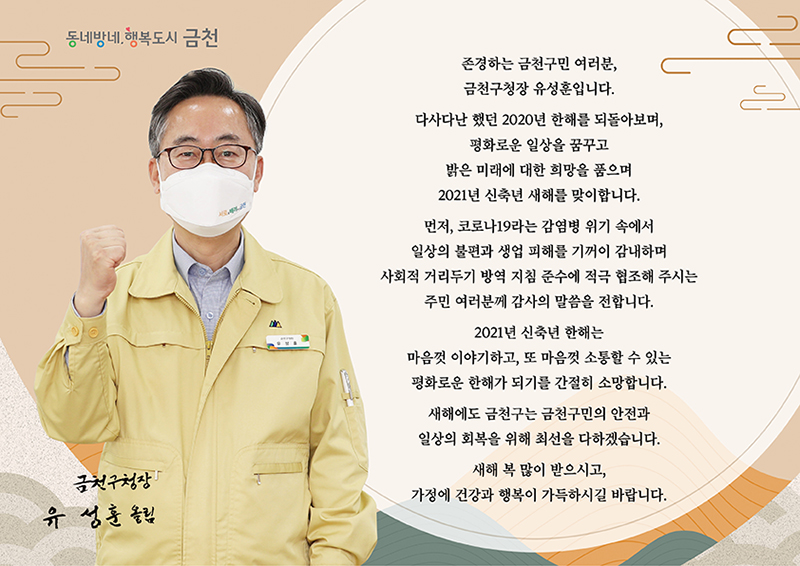 동네방네.행복도시 금천
존경하는 금천구민 여러분,
금천구청장 유성훈입니다.
다사다난 했던 2020년 한해를 되돌아보며,
평화로운 일상을 꿈꾸고
밝은 미래에 대한 희망을 품으며
2021년 신축년 새해를 맞이합니다.
먼저, 코로나19라는 감염병 위기 속에서
일상의 불편과 생업 피해를 기꺼이 감내하며
사회적 거리두기 방역 지침 준수에 적극 협조해 주시는
주민 여러분께 감사의 말씀을 전합니다.
2021년 신축년 한해는
마음껏 이야기하고, 또 마음껏 소통할 수 있는
평화로운 한해가 되기를 간절히 소망합니다.
새해에도 금천구는 금천구민의 안전과
일상의 회복을 위해 최선을 다하겠습니다.
새해 복 많이 받으시고,
가정에 건강과 행복이 가득하시길 바랍니다.
유성훈
금천구청장
유 성 훈 올림